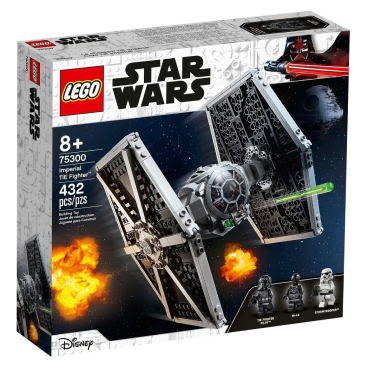 LEGO
STAR
WARS
8+
75300
Imperial
TIE Fighter™
432
pcs/pzs
Building Toy
Jouet de construction
Juguete para Construir
Disney